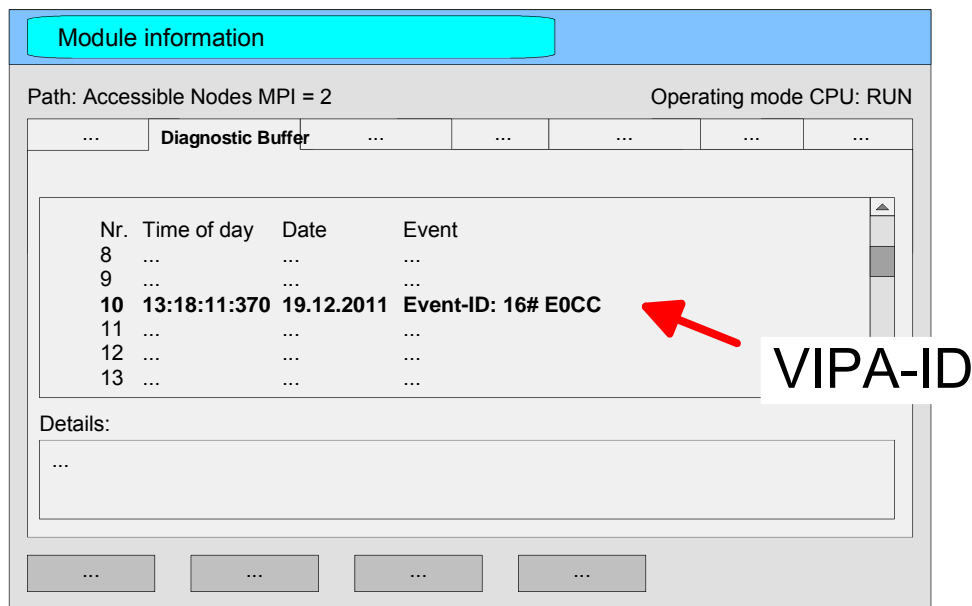 Module information
Path: Accessible Nodes MPI = 2 Operating mode CPU: RUN
... Diagnostic Buffer ... ... ... ... ...
Nr. Time of day Date Event
8 ... ... ...
9 ... ... ...
10 13:18:11:370 19.12.2011 Event-ID: 16# E0CC
11 ... ... ...
12 ... ... ...
13 ... ... ...
VIPA-ID
Details:
...
... ... ... ...